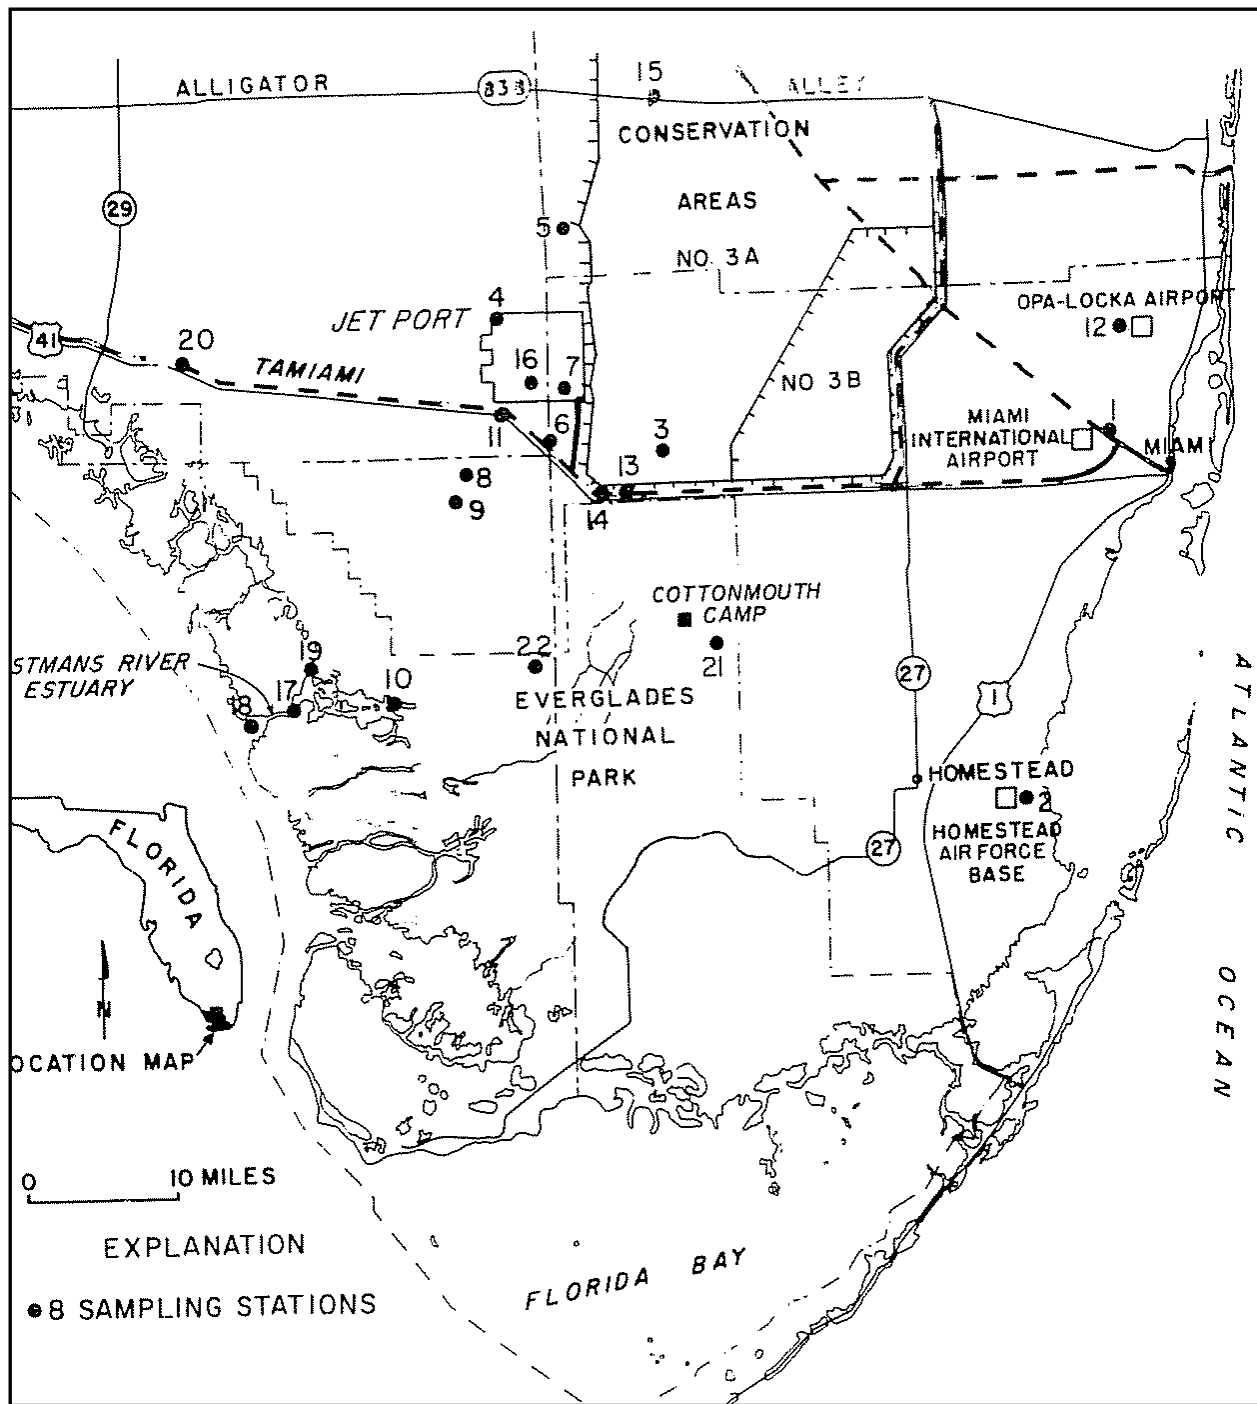 15
ALLIGATOR
838
ALLEY
CONSERVATION
29
AREAS
5
NO. 3A
4
JET PORT
OPA-LOCKA AIRPORT
12
41
20
TAMIAMI
16
7
NO 3B
11
6
3
MIAMI
INTERNATIONAL
AIRPORT
1
MIAMI
8
13
9
14
COTTONMOUTH
CAMP
22
21
19
STMANS RIVER
ESTUARY
10
17
18
27
1
EVERGLADES
NATIONAL
PARK
ATLANTIC OCEAN
HOMESTEAD
2
HOMESTEAD
AIR FORCE
BASE
27
FLORIDA
N
OCATION MAP
0
10 MILES
EXPLANATION
8 SAMPLING STATIONS
FLORIDA BAY